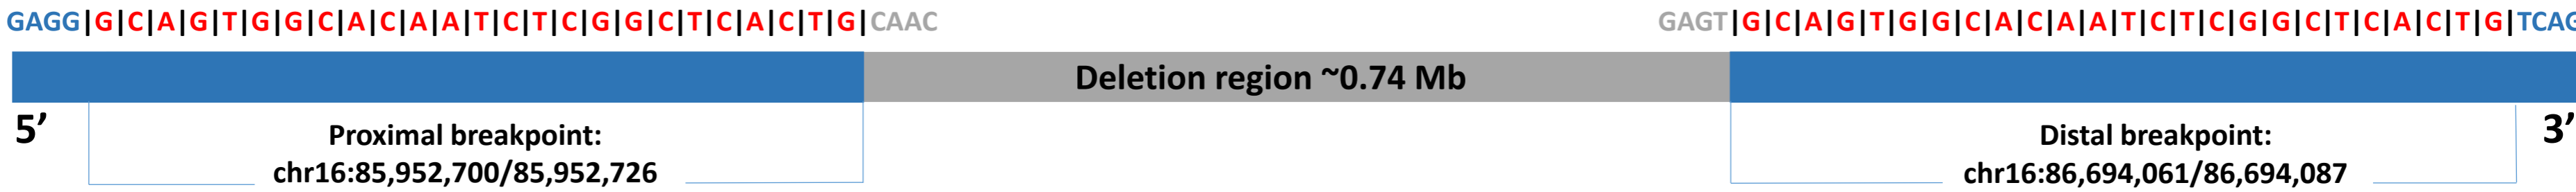 GAGG|G|C|A|G|T|G|G|C|A|C|A|A|T|C|T|C|G|G|C|T|C|A|C|T|G|CAAC GAGT|G|C|A|G|T|G|G|C|A|C|A|A|T|C|T|C|G|G|C|T|C|A|C|T|G|TCAG
Deletion region ~0.74 Mb
5’ 3’
Proximal breakpoint: Distal breakpoint:
chr16:85,952,700/85,952,726 chr16:86,694,061/86,694,087